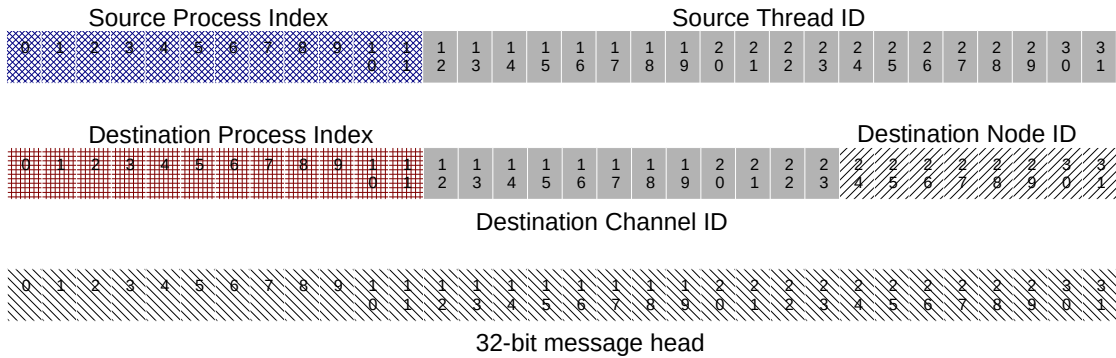 Source Process Index Source Thread ID
0 1 2 3 4 5 6 7 8 9 10 11 12 13 14 15 16 17 18 19 20 21 22 23 24 25 26 27 28 29 30 31
Destination Process Index Destination Node ID
0 1 2 3 4 5 6 7 8 9 10 11 12 13 14 15 16 17 18 19 20 21 22 23 24 25 26 27 28 29 30 31
Destination Channel ID
0 1 2 3 4 5 6 7 8 9 10 11 12 13 14 15 16 17 18 19 20 21 22 23 24 25 26 27 28 29 30 31
32-bit message head